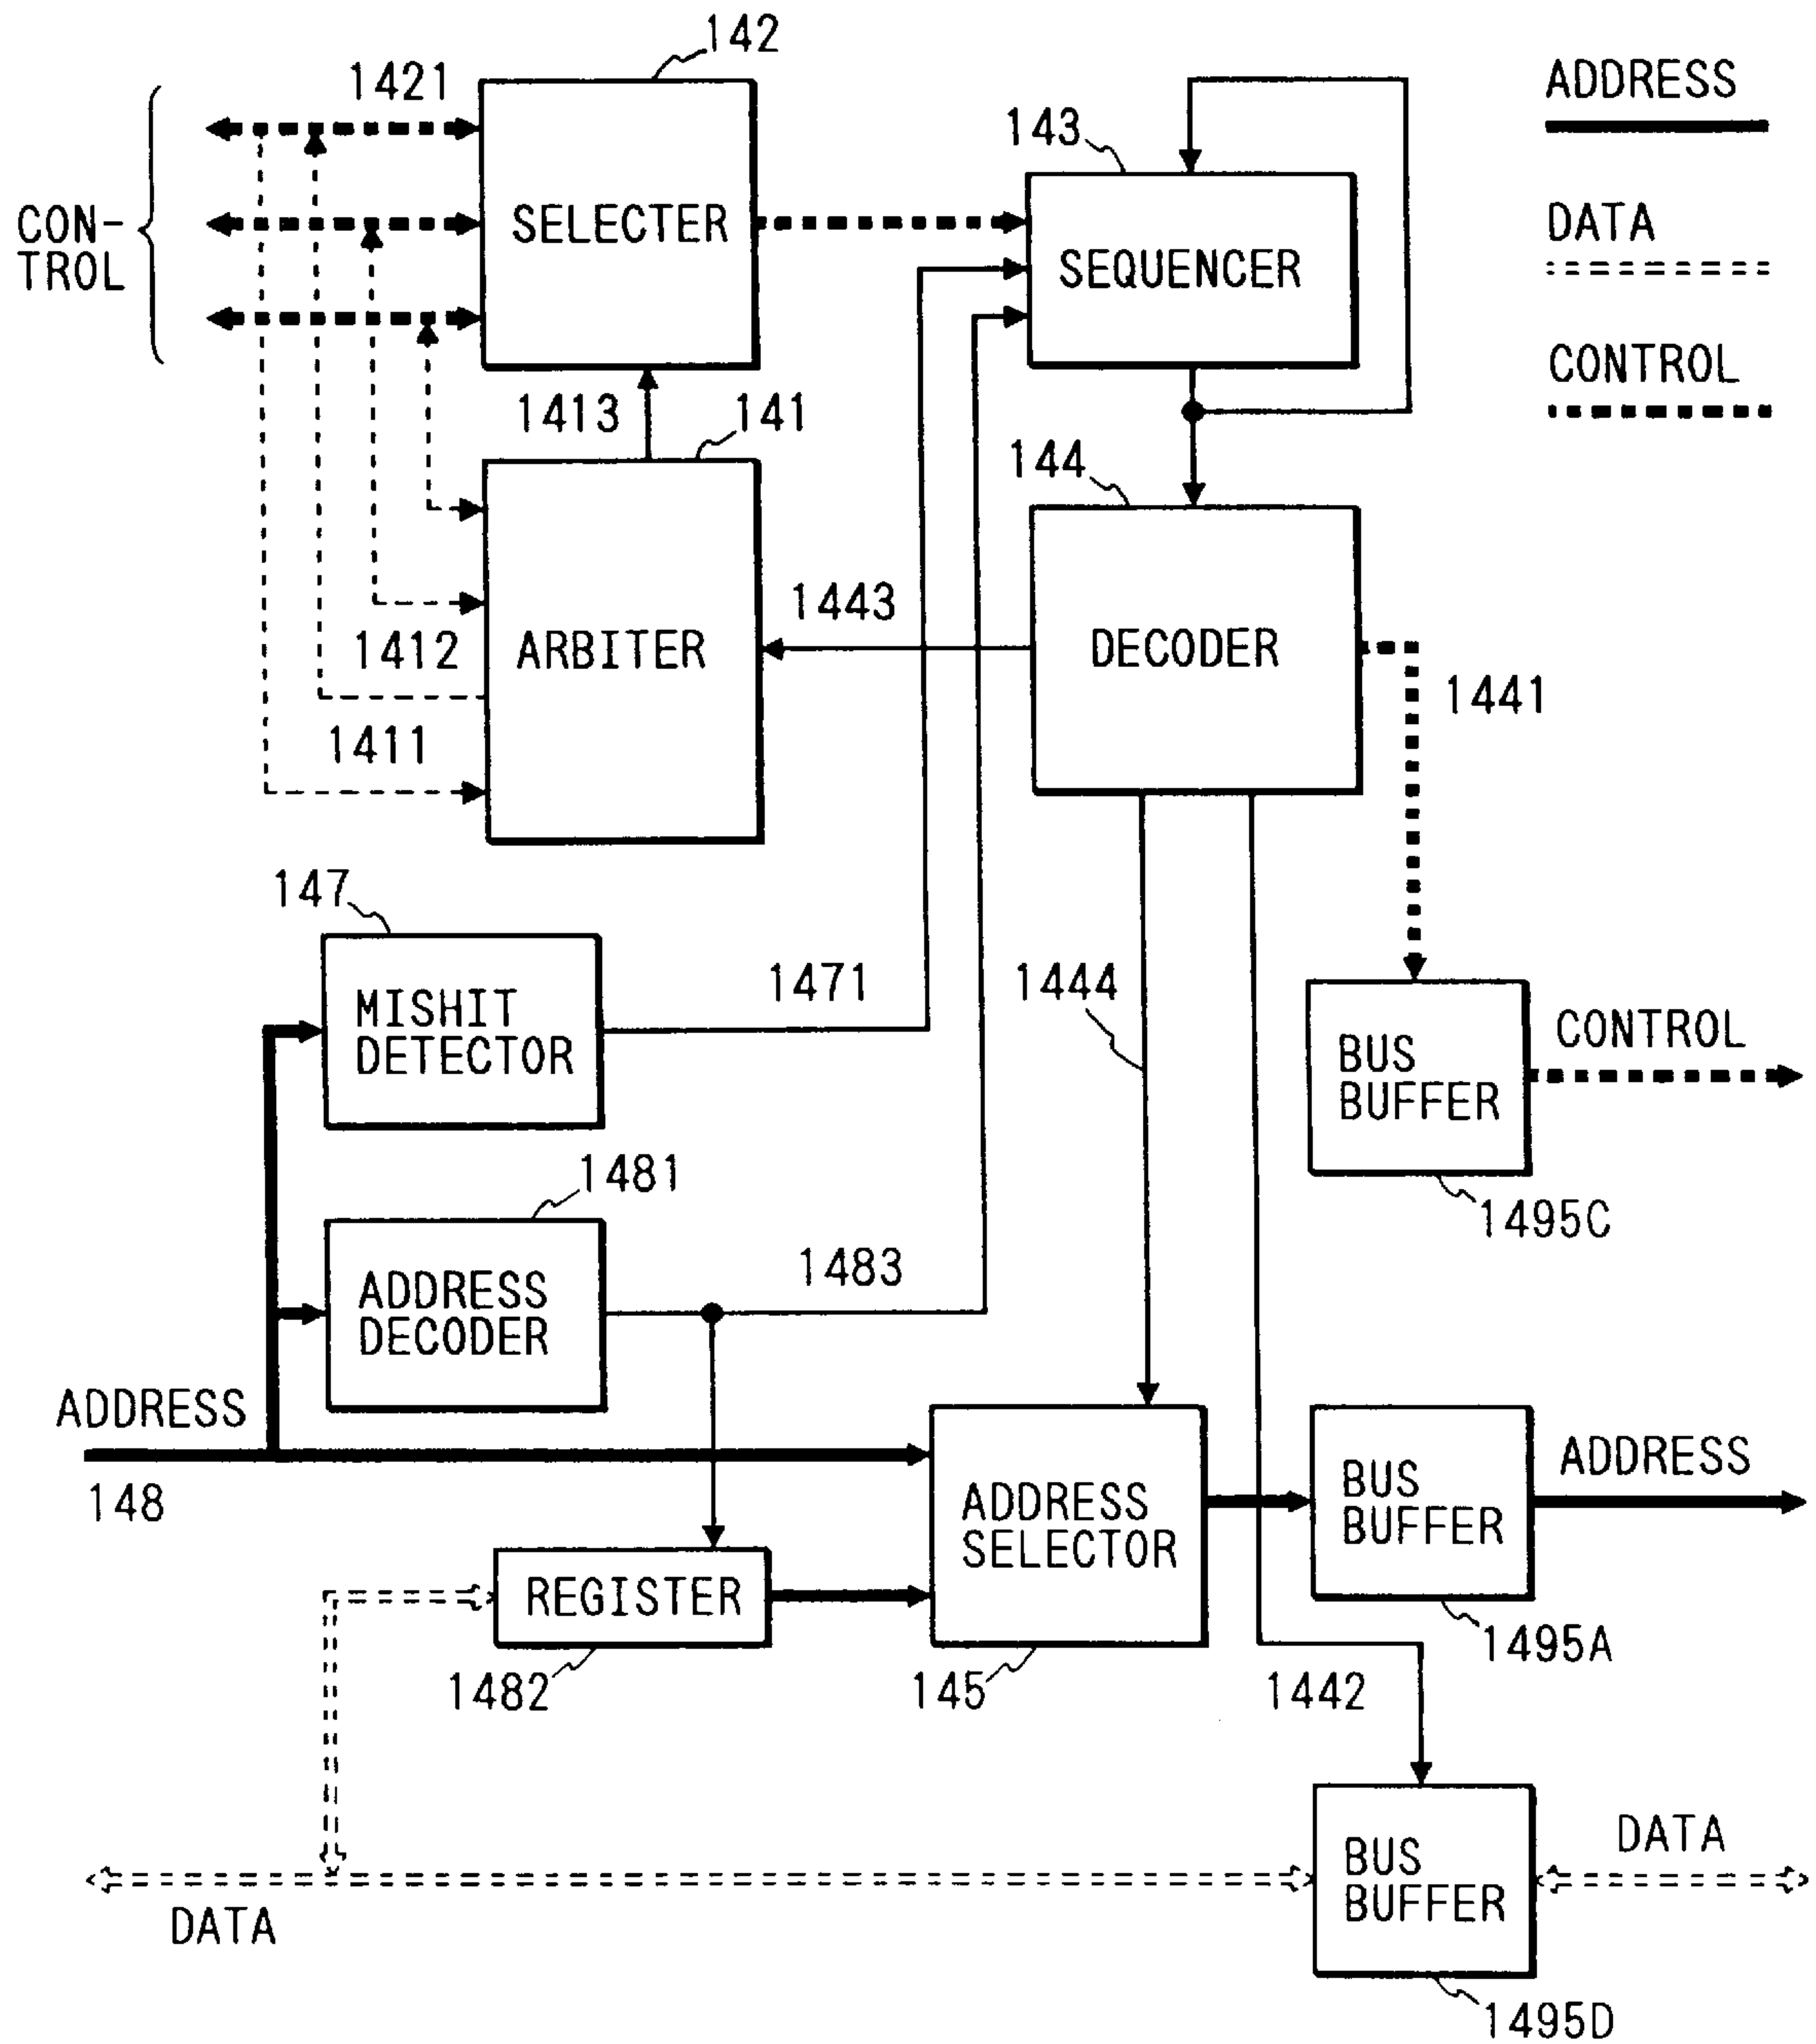 142
1421
ADDRESS
143
CON-
TROL
SELECTER
SEQUENCER
DATA
CONTROL
1413
141
144
1443
1412
ARBITER
DECODER
1441
1411
147
1471
1444
MISHIT
DETECTOR
BUS
BUFFER
CONTROL
1481
1495C
1483
ADDRESS
DECODER
ADDRESS
148
ADDRESS
SELECTOR
BUS
BUFFER
ADDRESS
REGISTER
1482
145
1442
1495A
DATA
BUS
BUFFER
DATA
1495D